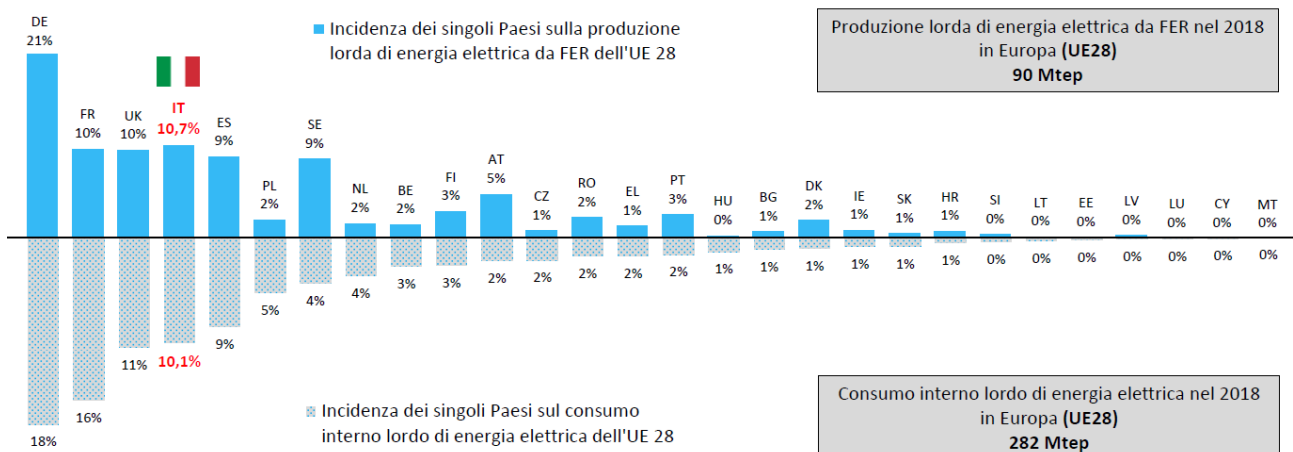 DE
21%
FR
10%
UK
10%
IT
10,7%
ES
9%
PL
2%
SE
9%
NL
2%
BE
2%
FI
3%
AT
5%
CZ
1%
RO
2%
EL
1%
PT
3%
HU
0%
BG
1%
DK
2%
IE
1%
SK
1%
HR
1%
SI
0%
LT
0%
EE
0%
LV
0%
LU
0%
CY
0%
MT
0%
Incidenza dei singoli Paesi sulla produzione
lorda di energia elettrica da FER dell'UE 28
Produzione lorda di energia elettrica da FER nel 2018
in Europa (UE28)
90 Mtep
18%
16%
11%
10,1%
9%
5%
4%
4%
3%
3%
2%
2%
2%
2%
2%
1%
1%
1%
1%
1%
1%
0%
0%
0%
0%
0%
0%
0%
Incidenza dei singoli Paesi sul consumo
interno lordo di energia elettrica dell'UE 28
Consumo interno lordo di energia elettrica nel 2018
in Europa (UE28)
282 Mtep